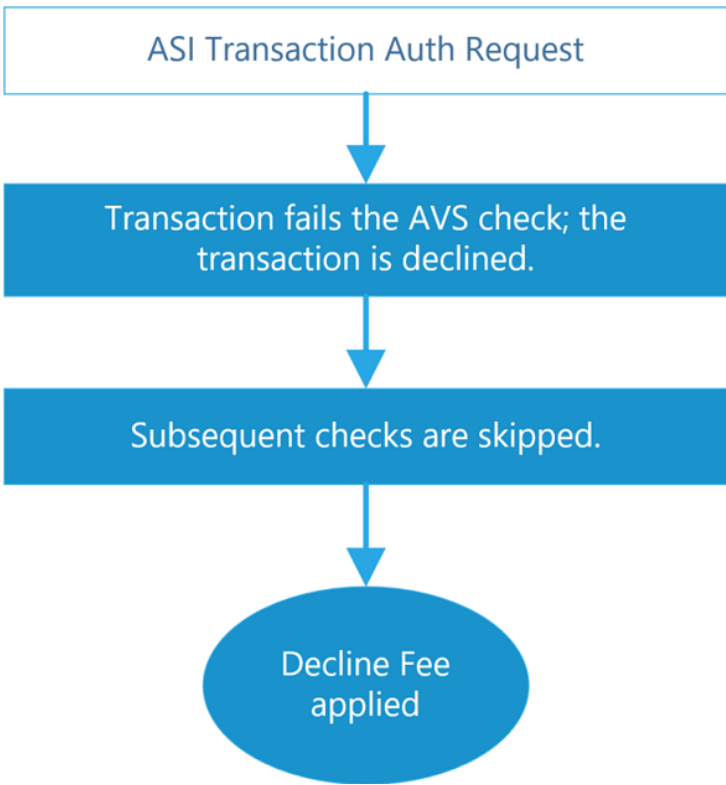 ASI Transaction Auth Request
Transaction fails the AVS check; the
transaction is declined.
Subsequent checks are skipped.
Decline Fee
applied